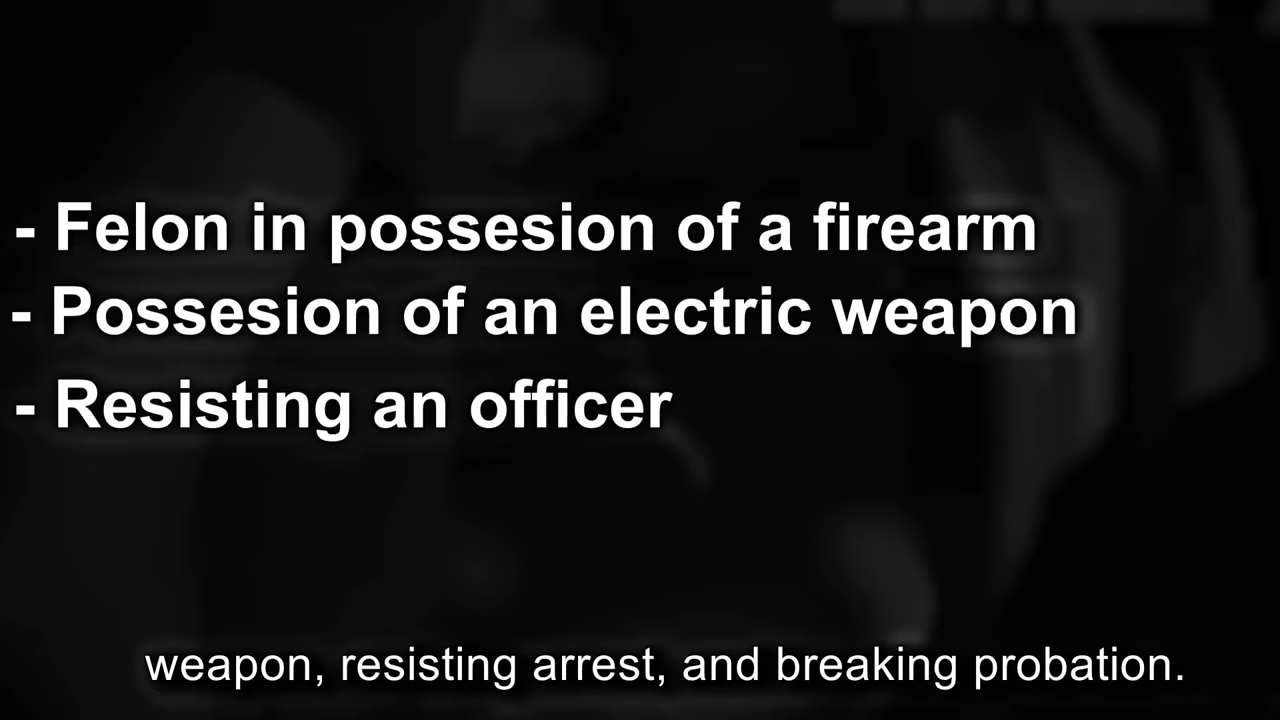 - Felon in possesion of a firearm
- Possesion of an electric weapon
- Resisting an officer
weapon, resisting arrest, and breaking probation.